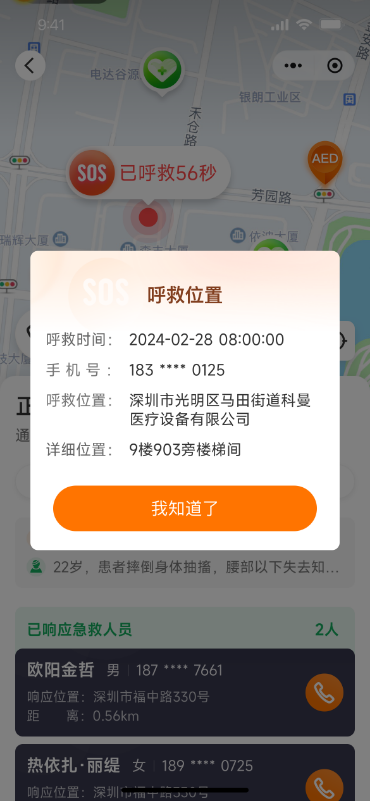 9:41
电达谷源
银朗工业区
禾仓路
AED
SOS 已呼救56秒
芳园路
瑞辉大厦
依波大厦
SOS 呼救位置
呼救时间： 2024-02-28 08:00:00
手机号： 183 **** 0125
呼救位置： 深圳市光明区马田街道科曼
医疗设备有限公司
详细位置： 9楼903旁楼梯间
我知道了
正
通
22岁，患者摔倒身体抽搐，腰部以下失去知...
已响应急救人员 2人
欧阳金哲 男 187 **** 7661
响应位置：深圳市福中路330号
距 离：0.56km
热依扎·丽缇 女 189 **** 0725
响应位置：深圳市福中路330号